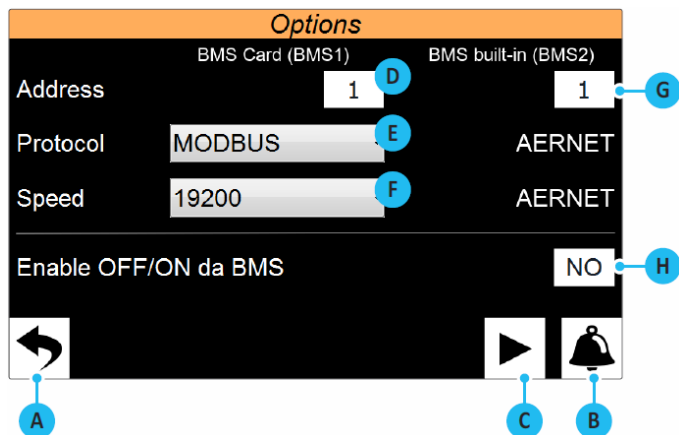 Options
BMS Card (BMS1) BMS built-in (BMS2)
Address 1 D 1 G
Protocol MODBUS E AERNET
Speed 19200 F AERNET
Enable OFF/ON da BMS NO H
A C B